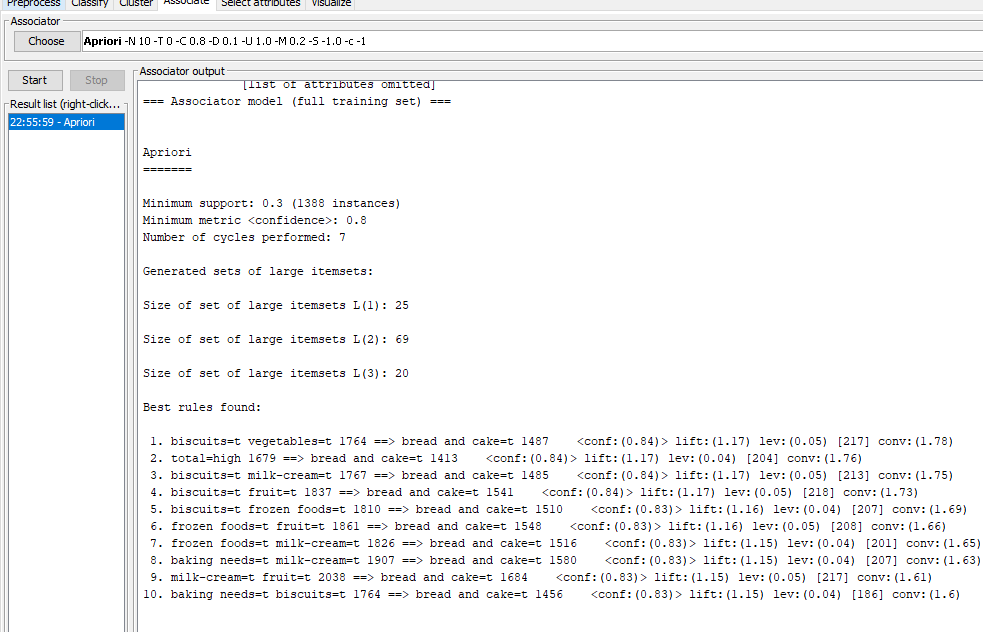 Preprocess Classify Cluster Associate Select attributes Visualize
Associator
Choose Apriori -N 10 -T 0 -C 0.8 -D 0.1 -U 1.0 -M 0.2 -S -1.0 -c -1
Start Stop
Associator output
Result list (right-click...
22:55:59 - Apriori
[list of attributes omitted]
=== Associator model (full training set) ===
Apriori
=======
Minimum support: 0.3 (1388 instances)
Minimum metric <confidence>: 0.8
Number of cycles performed: 7
Generated sets of large itemsets:
Size of set of large itemsets L(1): 25
Size of set of large itemsets L(2): 69
Size of set of large itemsets L(3): 20
Best rules found:
1. biscuits=t vegetables=t 1764 ==> bread and cake=t 1487 <conf:(0.84)> lift:(1.17) lev:(0.05) [217] conv:(1.78)
2. total=high 1679 ==> bread and cake=t 1413 <conf:(0.84)> lift:(1.17) lev:(0.04) [204] conv:(1.76)
3. biscuits=t milk-cream=t 1767 ==> bread and cake=t 1485 <conf:(0.84)> lift:(1.17) lev:(0.05) [213] conv:(1.75)
4. biscuits=t fruit=t 1837 ==> bread and cake=t 1541 <conf:(0.84)> lift:(1.17) lev:(0.05) [218] conv:(1.73)
5. biscuits=t frozen foods=t 1810 ==> bread and cake=t 1510 <conf:(0.83)> lift:(1.16) lev:(0.04) [207] conv:(1.69)
6. frozen foods=t fruit=t 1861 ==> bread and cake=t 1548 <conf:(0.83)> lift:(1.16) lev:(0.05) [208] conv:(1.66)
7. frozen foods=t milk-cream=t 1826 ==> bread and cake=t 1516 <conf:(0.83)> lift:(1.15) lev:(0.04) [201] conv:(1.65)
8. baking needs=t milk-cream=t 1907 ==> bread and cake=t 1580 <conf:(0.83)> lift:(1.15) lev:(0.04) [207] conv:(1.63)
9. milk-cream=t fruit=t 2038 ==> bread and cake=t 1684 <conf:(0.83)> lift:(1.15) lev:(0.05) [217] conv:(1.61)
10. baking needs=t biscuits=t 1764 ==> bread and cake=t 1456 <conf:(0.83)> lift:(1.15) lev:(0.04) [186] conv:(1.6)